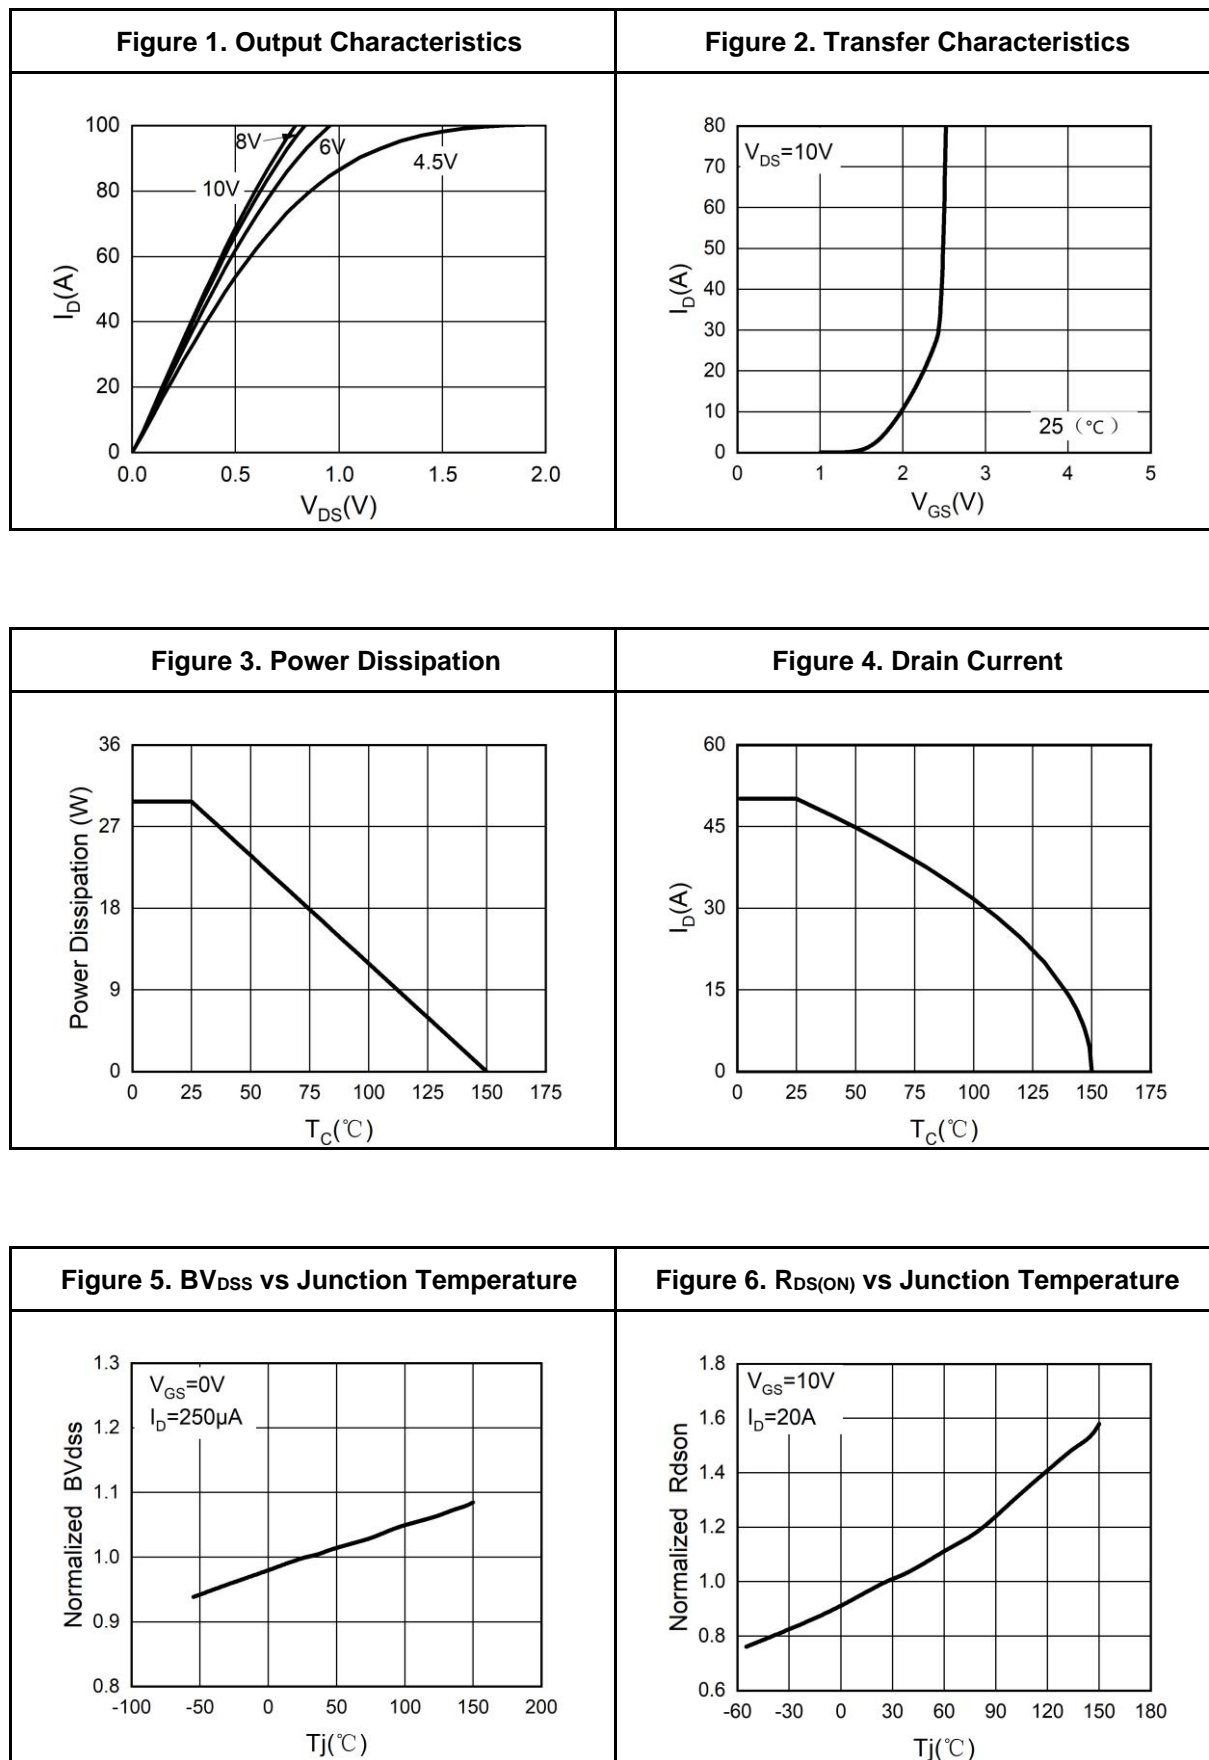 Figure 1. Output Characteristics
Figure 2. Transfer Characteristics
100
80
60
40
20
0
8V
6V
10V
4.5V
I_D(A)
0.0 0.5 1.0 1.5 2.0
V_DS(V)
80
70
60
50
40
30
20
10
0
V_DS=10V
I_D(A)
25（℃）
0 1 2 3 4 5
V_GS(V)
Figure 3. Power Dissipation
Figure 4. Drain Current
36
27
18
9
0
Power Dissipation (W)
0 25 50 75 100 125 150 175
T_C(℃)
60
45
30
15
0
I_D(A)
0 25 50 75 100 125 150 175
T_C(℃)
Figure 5. BV_DSS vs Junction Temperature
Figure 6. R_DS(ON) vs Junction Temperature
1.3
1.2
1.1
1.0
0.9
0.8
V_GS=0V
I_D=250μA
Normalized BVdss
-100 -50 0 50 100 150 200
Tj(℃)
1.8
1.6
1.4
1.2
1.0
0.8
0.6
V_GS=10V
I_D=20A
Normalized Rdson
-60 -30 0 30 60 90 120 150 180
Tj(℃)